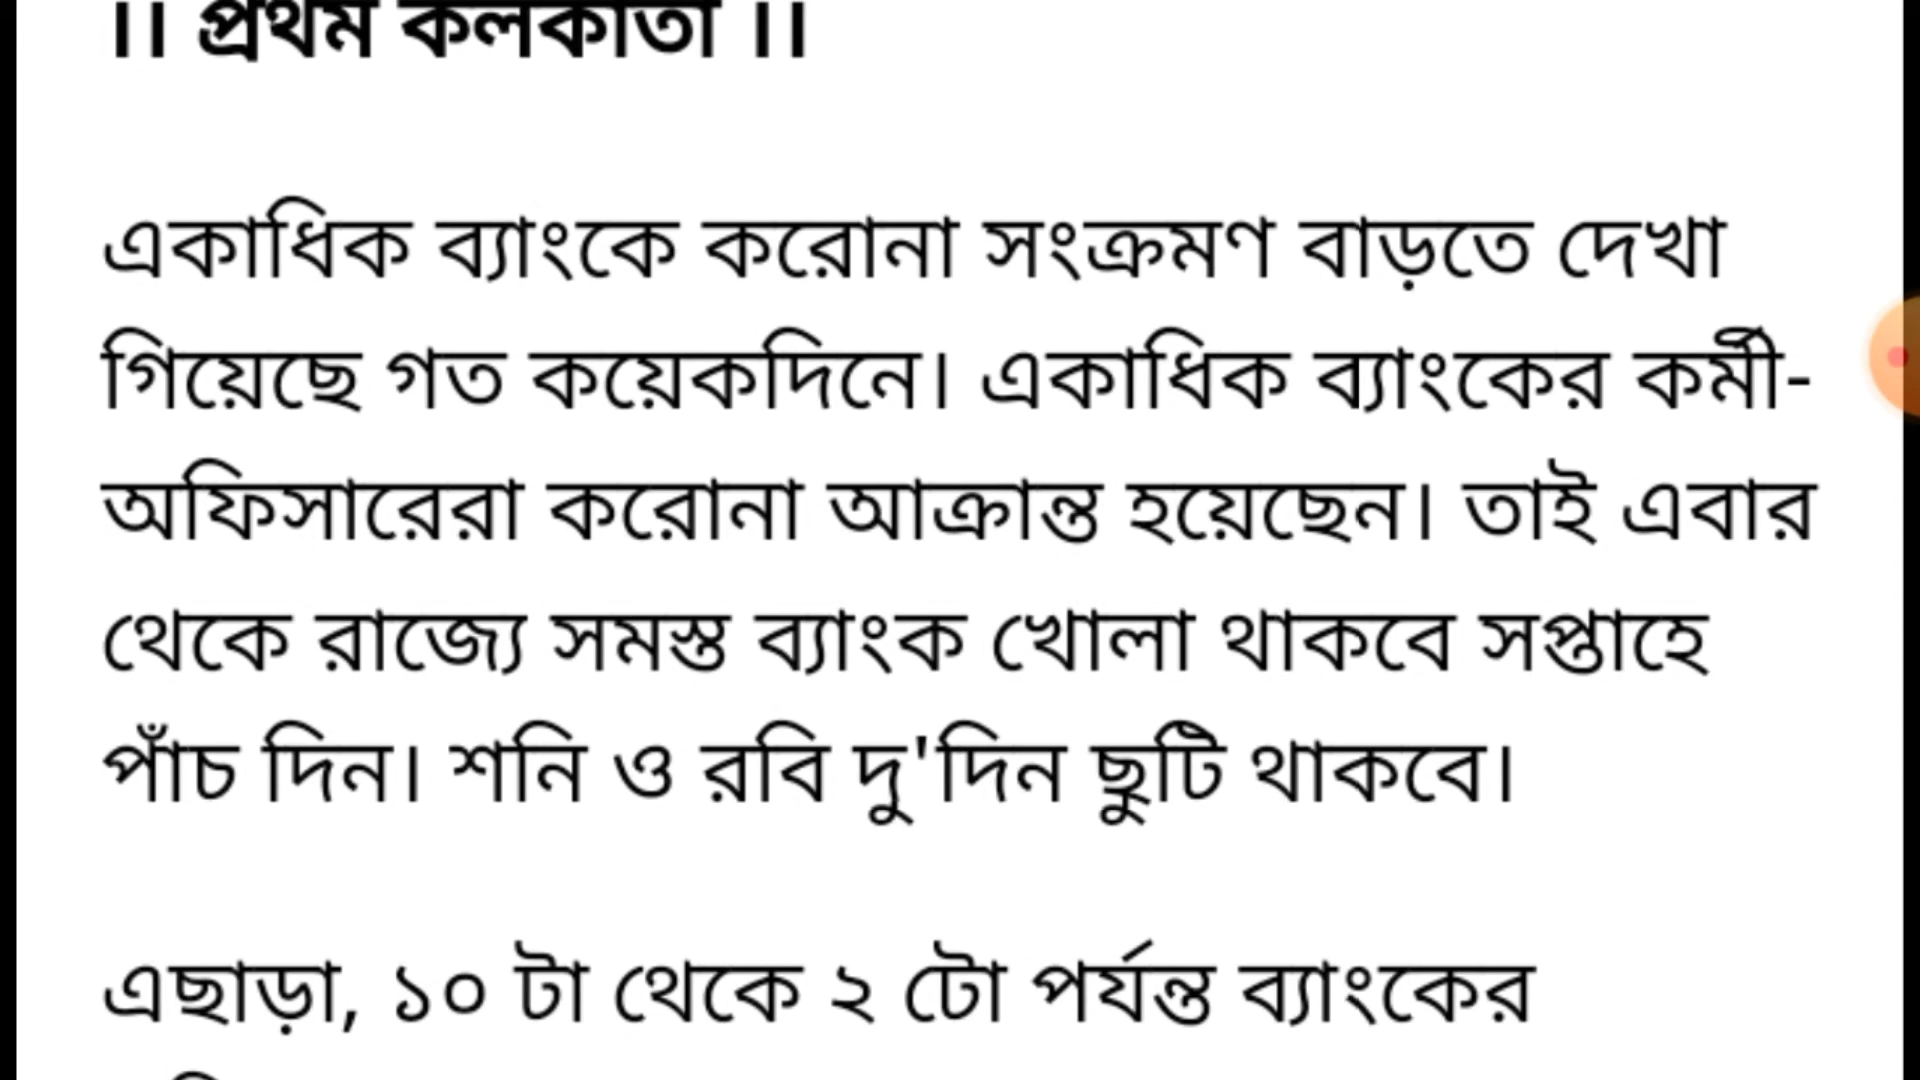 ।। প্রথম কলকাতা ।।
একাধিক ব্যাংকে করোনা সংক্রমণ বাড়তে দেখা
গিয়েছে গত কয়েকদিনে। একাধিক ব্যাংকের কর্মী-
অফিসারেরা করোনা আক্রান্ত হয়েছেন। তাই এবার
থেকে রাজ্যে সমস্ত ব্যাংক খোলা থাকবে সপ্তাহে
পাঁচ দিন। শনি ও রবি দু'দিন ছুটি থাকবে।
এছাড়া, ১০ টা থেকে ২ টো পর্যন্ত ব্যাংকের